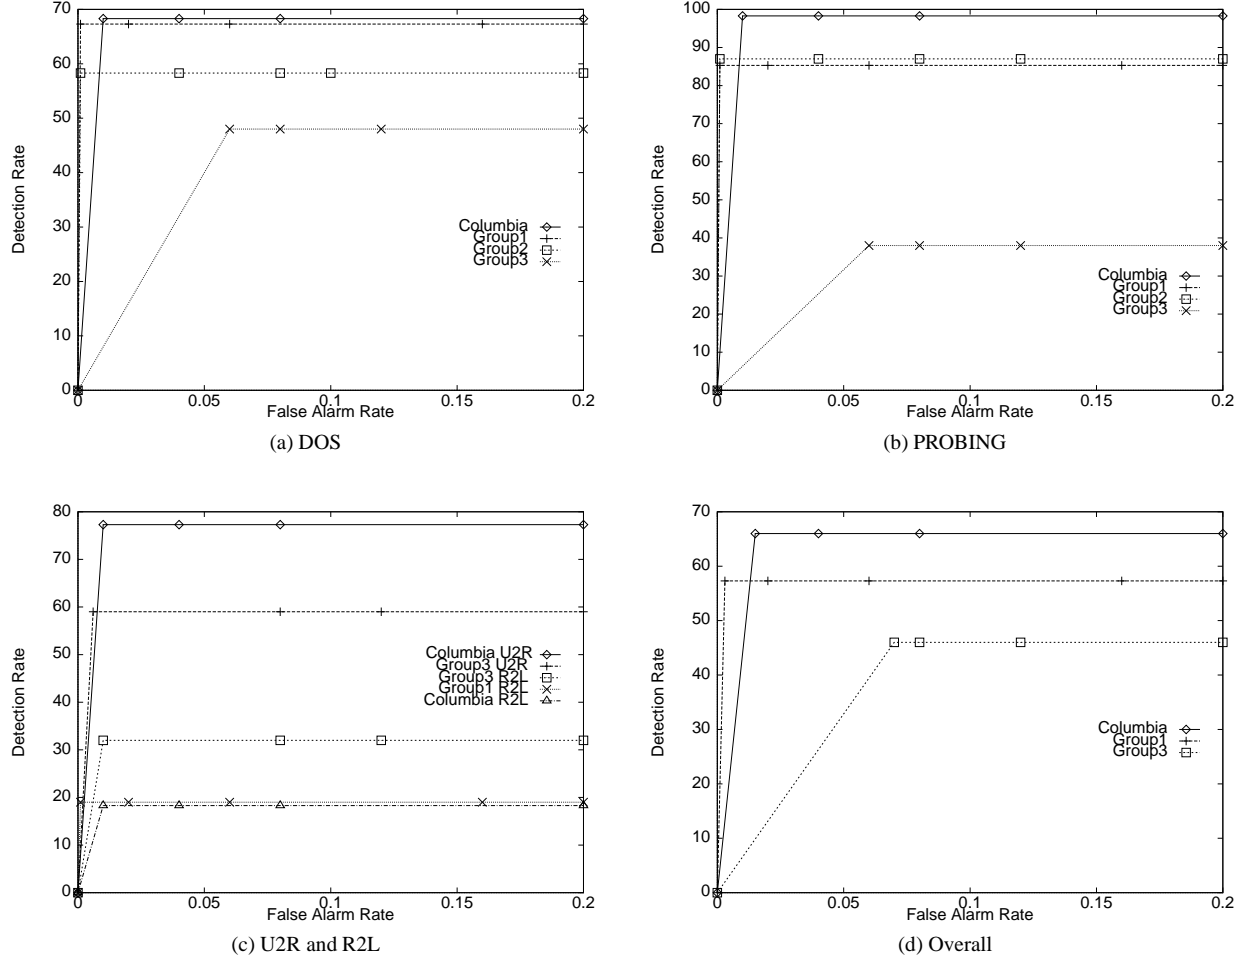 70
60
50
40
30
20
10
0
Detection Rate
0 0.05 0.1 0.15 0.2
False Alarm Rate
Columbia
Group1
Group2
Group3
(a) DOS
100
90
80
70
60
50
40
30
20
10
0
Detection Rate
0 0.05 0.1 0.15 0.2
False Alarm Rate
Columbia
Group1
Group2
Group3
(b) PROBING
80
70
60
50
40
30
20
10
0
Detection Rate
0 0.05 0.1 0.15 0.2
False Alarm Rate
Columbia U2R
Group3 U2R
Group3 R2L
Group1 R2L
Columbia R2L
(c) U2R and R2L
70
60
50
40
30
20
10
0
Detection Rate
0 0.05 0.1 0.15 0.2
False Alarm Rate
Columbia
Group1
Group3
(d) Overall